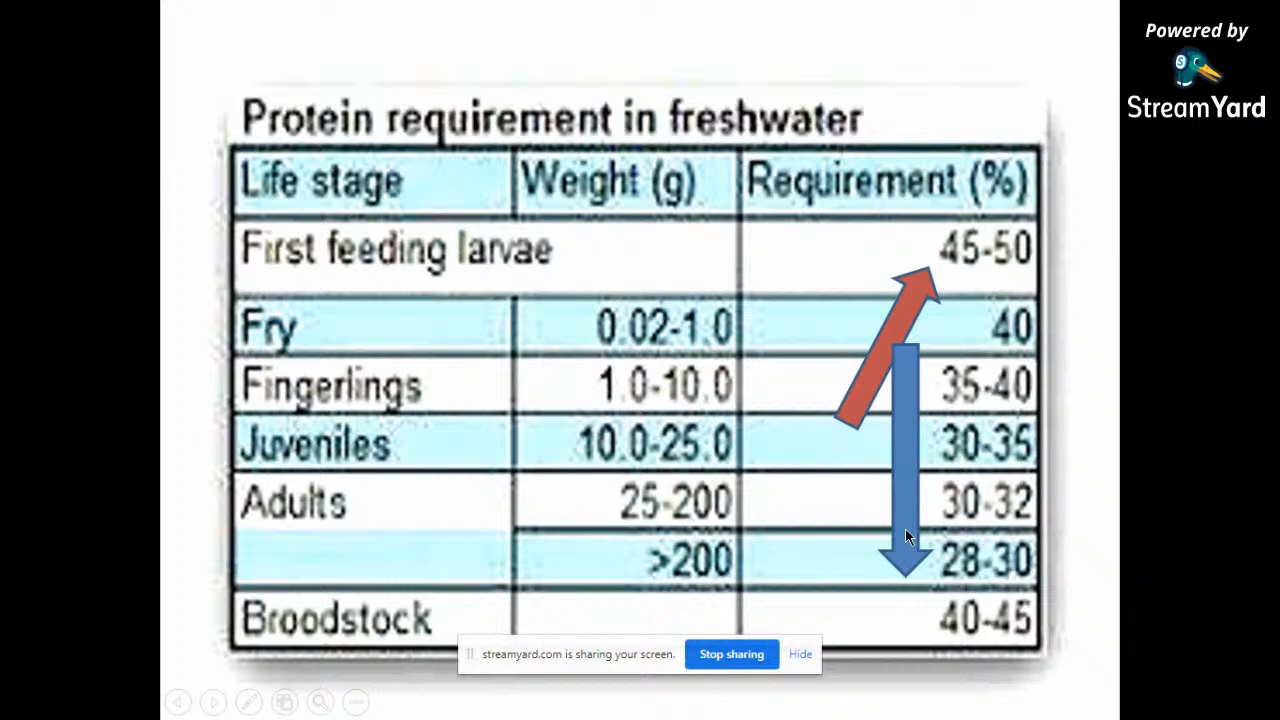 Powered by
StreamYard
Protein requirement in freshwater
Life stage Weight (g) Requirement (%)
First feeding larvae 45-50
Fry 0.02-1.0 40
Fingerlings 1.0-10.0 35-40
Juveniles 10.0-25.0 30-35
Adults 25-200 30-32
>200 28-30
Broodstock 40-45
streamyard.com is sharing your screen. Stop sharing Hide